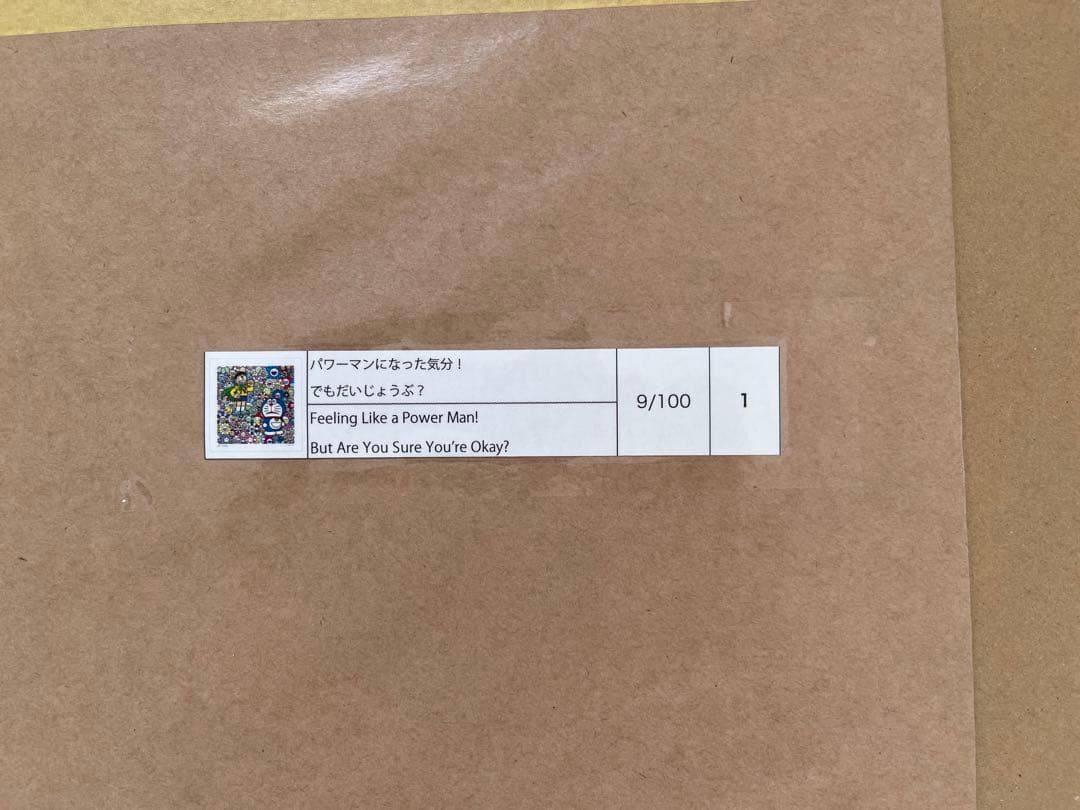 パワーマンになった気分！
でもだいじょうぶ？
Feeling Like a Power Man!
But Are You Sure You're Okay?
9/100
1